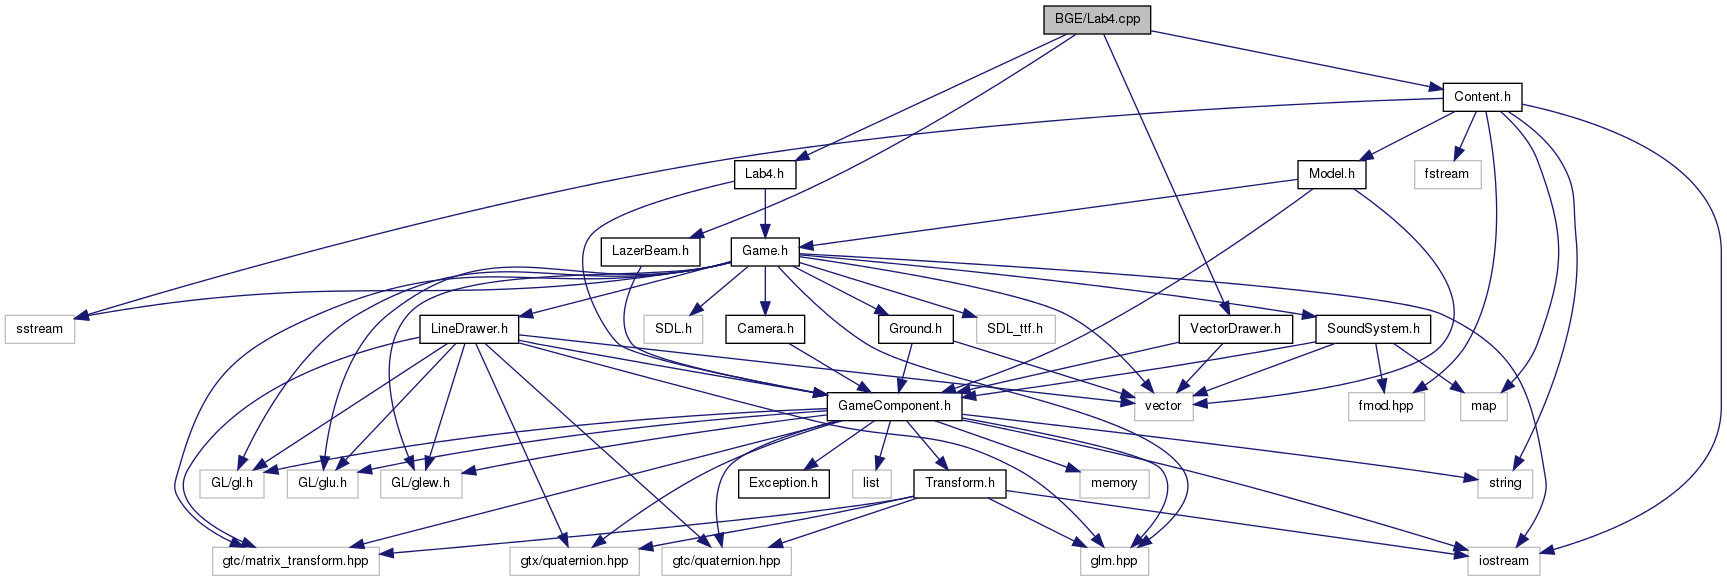 BGE/Lab4.cpp
Content.h
Lab4.h
Model.h
fstream
LazerBeam.h
Game.h
sstream
LineDrawer.h
SDL.h
Camera.h
Ground.h
SDL_ttf.h
VectorDrawer.h
SoundSystem.h
GameComponent.h
vector
fmod.hpp
map
GL/gl.h
GL/glu.h
GL/glew.h
Exception.h
list
Transform.h
memory
string
gtc/matrix_transform.hpp
gtx/quaternion.hpp
gtc/quaternion.hpp
glm.hpp
iostream